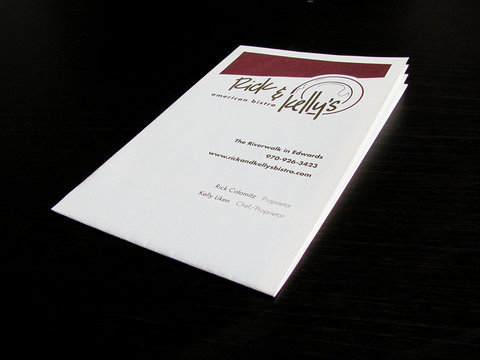 Rick & Kelly's
american bistro
The Riverwalk in Edwards
970-926-3423
www.rickandkellysbistro.com
Rick Colomitz Proprietor
Kelly Liken Chef/Proprietor